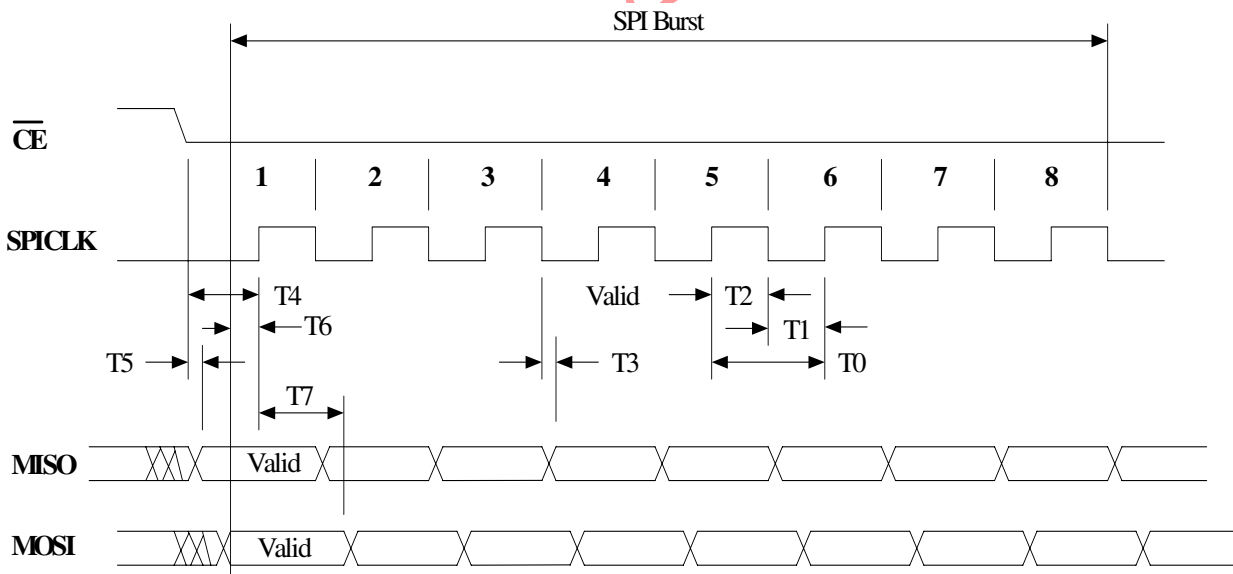 SPI Burst
CE
1 2 3 4 5 6 7 8
SPICLK
T4 Valid T2
T6 T1
T5 T3 T0
T7
MISO Valid
MOSI Valid